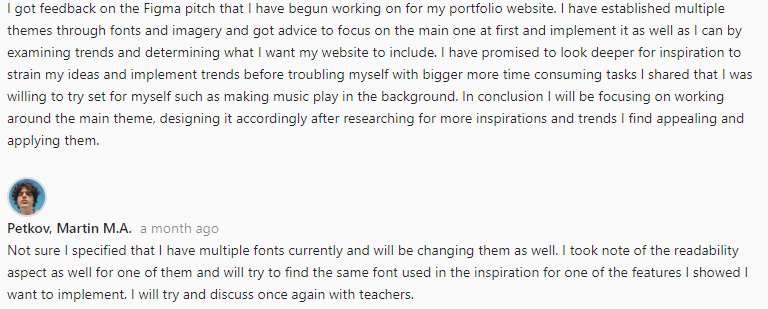 I got feedback on the Figma pitch that I have begun working on for my portfolio website. I have established multiple
themes through fonts and imagery and got advice to focus on the main one at first and implement it as well as I can by
examining trends and determining what I want my website to include. I have promised to look deeper for inspiration to
strain my ideas and implement trends before troubling myself with bigger more time consuming tasks I shared that I was
willing to try set for myself such as making music play in the background. In conclusion I will be focusing on working
around the main theme, designing it accordingly after researching for more inspirations and trends I find appealing and
applying them.
Petkov, Martin M.A. a month ago
Not sure I specified that I have multiple fonts currently and will be changing them as well. I took note of the readability
aspect as well for one of them and will try to find the same font used in the inspiration for one of the features I showed I
want to implement. I will try and discuss once again with teachers.